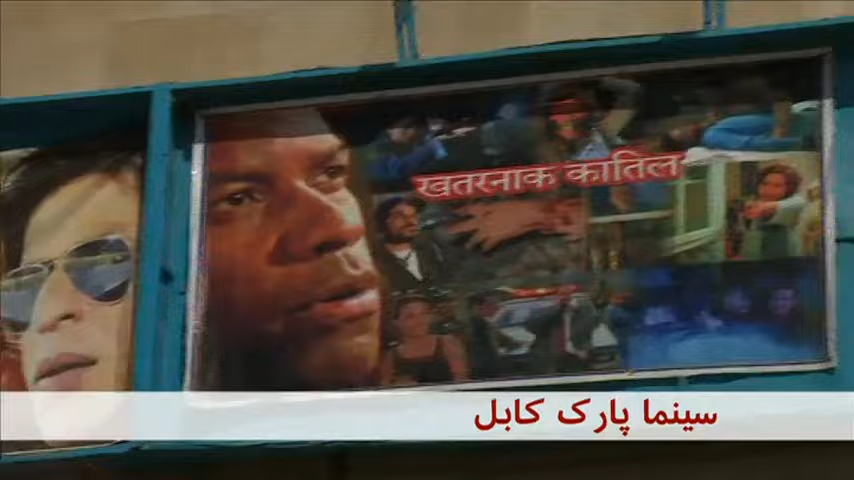 खतरनाक कातिल
سینما پارک کابل